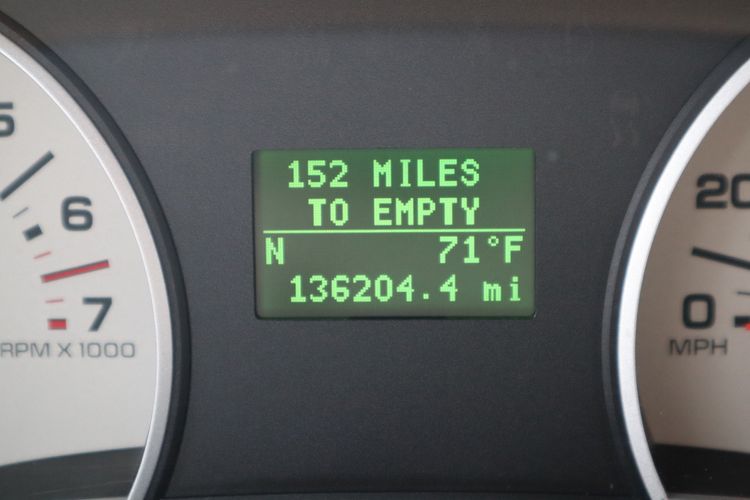 152 MILES
TO EMPTY
N 71°F
136204.4 mi
5
6
7
RPM X 1000
20
0
MPH